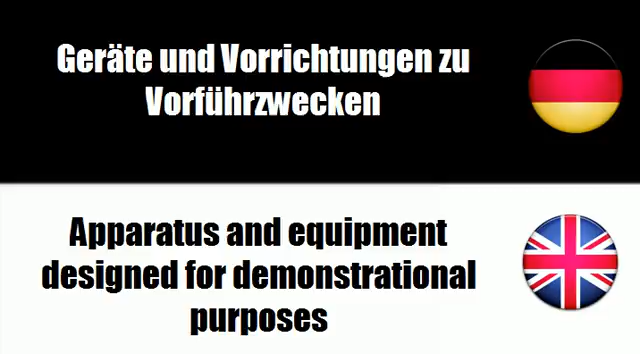 Geräte und Vorrichtungen zu
Vorführzwecken
Apparatus and equipment
designed for demonstrational
purposes